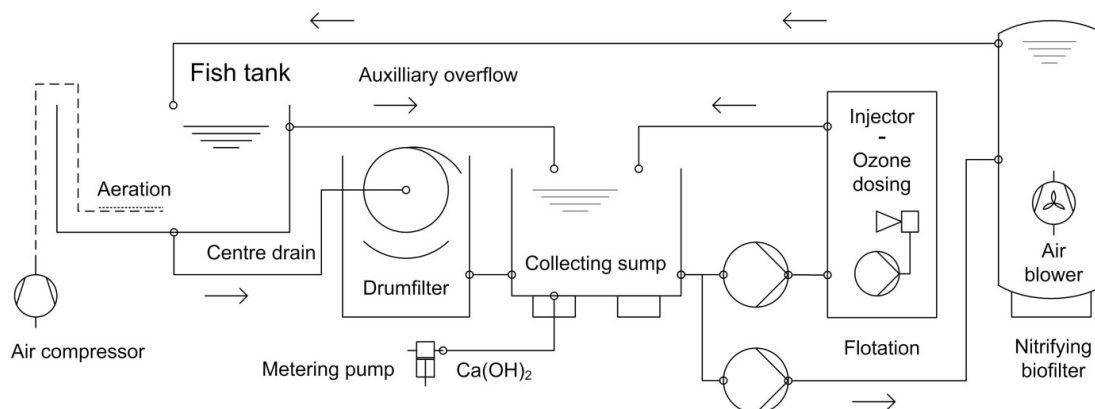 Fish tank
Auxilliary overflow
Injector
-
Ozone
dosing
Aeration
Centre drain
Drumfilter
Collecting sump
Air
blower
Air compressor
Metering pump
Ca(OH)₂
Flotation
Nitrifying
biofilter